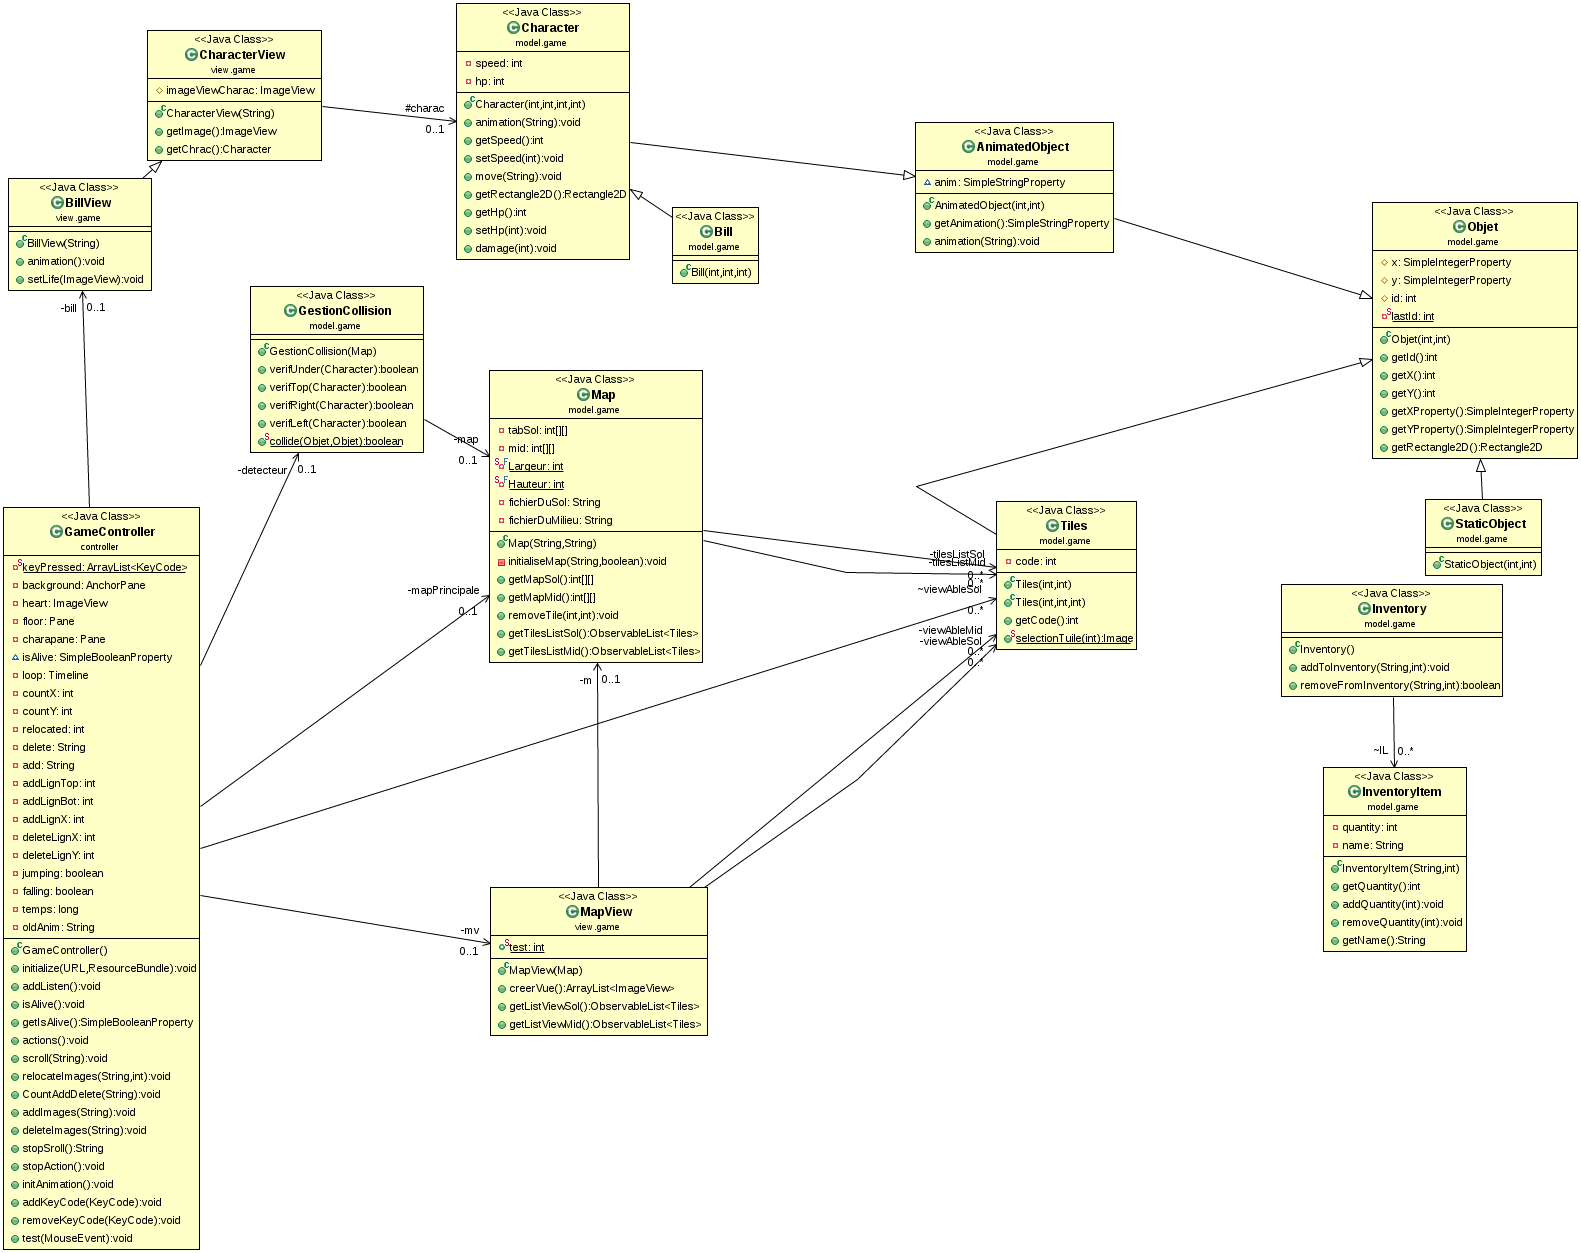 <<Java Class>>
Character
model.game
speed: int
hp: int
Character(int,int,int,int)
animation(String):void
getSpeed():int
setSpeed(int):void
move(String):void
getRectangle2D():Rectangle2D
getHp():int
setHp(int):void
damage(int):void
<<Java Class>>
CharacterView
view.game
imageViewCharac: ImageView
CharacterView(String)
getImage():ImageView
getChrac():Character
#charac
0..1
<<Java Class>>
AnimatedObject
model.game
anim: SimpleStringProperty
AnimatedObject(int,int)
getAnimation():SimpleStringProperty
animation(String):void
<<Java Class>>
BillView
view.game
BillView(String)
animation():void
setLife(ImageView):void
-bill
0..1
<<Java Class>>
Bill
model.game
Bill(int,int,int)
<<Java Class>>
Objet
model.game
x: SimpleIntegerProperty
y: SimpleIntegerProperty
id: int
lastId: int
Objet(int,int)
getId():int
getX():int
getY():int
getXProperty():SimpleIntegerProperty
getYProperty():SimpleIntegerProperty
getRectangle2D():Rectangle2D
<<Java Class>>
GestionCollision
model.game
GestionCollision(Map)
verifUnder(Character):boolean
verifTop(Character):boolean
verifRight(Character):boolean
verifLeft(Character):boolean
collide(Objet,Objet):boolean
-detecteur
0..1
-map
0..1
<<Java Class>>
Map
model.game
tabSol: int[][]
mid: int[][]
Largeur: int
Hauteur: int
fichierDuSol: String
fichierDuMilieu: String
Map(String,String)
initialiseMap(String,boolean):void
getMapSol():int[][]
getMapMid():int[][]
removeTile(int,int):void
getTilesListSol():ObservableList<Tiles>
getTilesListMid():ObservableList<Tiles>
-mapPrincipale
0..1
-m
0..1
-tilesListSol
-tilesListMid
0..*
0..*
~viewAbleSol
0..*
-viewAbleMid
-viewAbleSol
0..*
0..*
<<Java Class>>
Tiles
model.game
code: int
Tiles(int,int)
Tiles(int,int,int)
getCode():int
selectionTuile(int):Image
<<Java Class>>
StaticObject
model.game
StaticObject(int,int)
<<Java Class>>
Inventory
model.game
Inventory()
addToInventory(String,int):void
removeFromInventory(String,int):boolean
~IL
0..*
<<Java Class>>
InventoryItem
model.game
quantity: int
name: String
InventoryItem(String,int)
getQuantity():int
addQuantity(int):void
removeQuantity(int):void
getName():String
<<Java Class>>
GameController
controller
keyPressed: ArrayList<KeyCode>
background: AnchorPane
heart: ImageView
floor: Pane
charapane: Pane
isAlive: SimpleBooleanProperty
loop: Timeline
countX: int
countY: int
relocated: int
delete: String
add: String
addLignTop: int
addLignBot: int
addLignX: int
deleteLignX: int
deleteLignY: int
jumping: boolean
falling: boolean
temps: long
oldAnim: String
GameController()
initialize(URL,ResourceBundle):void
addListen():void
isAlive():void
getIsAlive():SimpleBooleanProperty
actions():void
scroll(String):void
relocateImages(String,int):void
CountAddDelete(String):void
addImages(String):void
deleteImages(String):void
stopSroll():String
stopAction():void
initAnimation():void
addKeyCode(KeyCode):void
removeKeyCode(KeyCode):void
test(MouseEvent):void
-mv
0..1
<<Java Class>>
MapView
view.game
test: int
MapView(Map)
creerVue():ArrayList<ImageView>
getListViewSol():ObservableList<Tiles>
getListViewMid():ObservableList<Tiles>